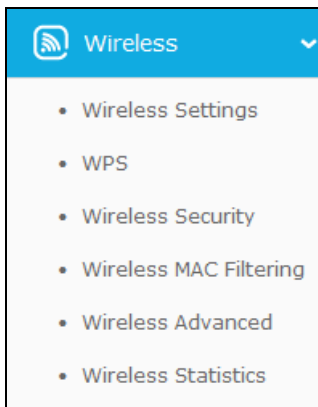 Wireless
• Wireless Settings
• WPS
• Wireless Security
• Wireless MAC Filtering
• Wireless Advanced
• Wireless Statistics